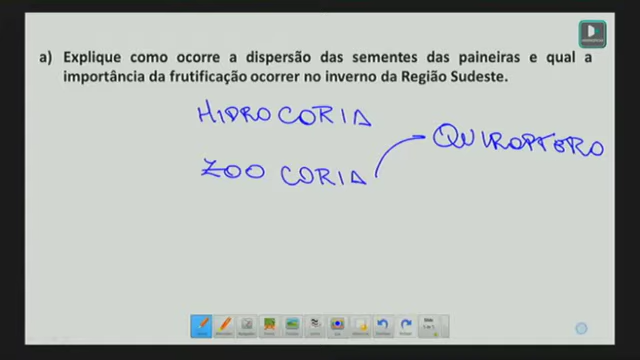 a) Explique como ocorre a dispersão das sementes das paineiras e qual a
importância da frutificação ocorrer no inverno da Região Sudeste.
HIDROCORIA
QUIROPTERO
ZOOCORIA